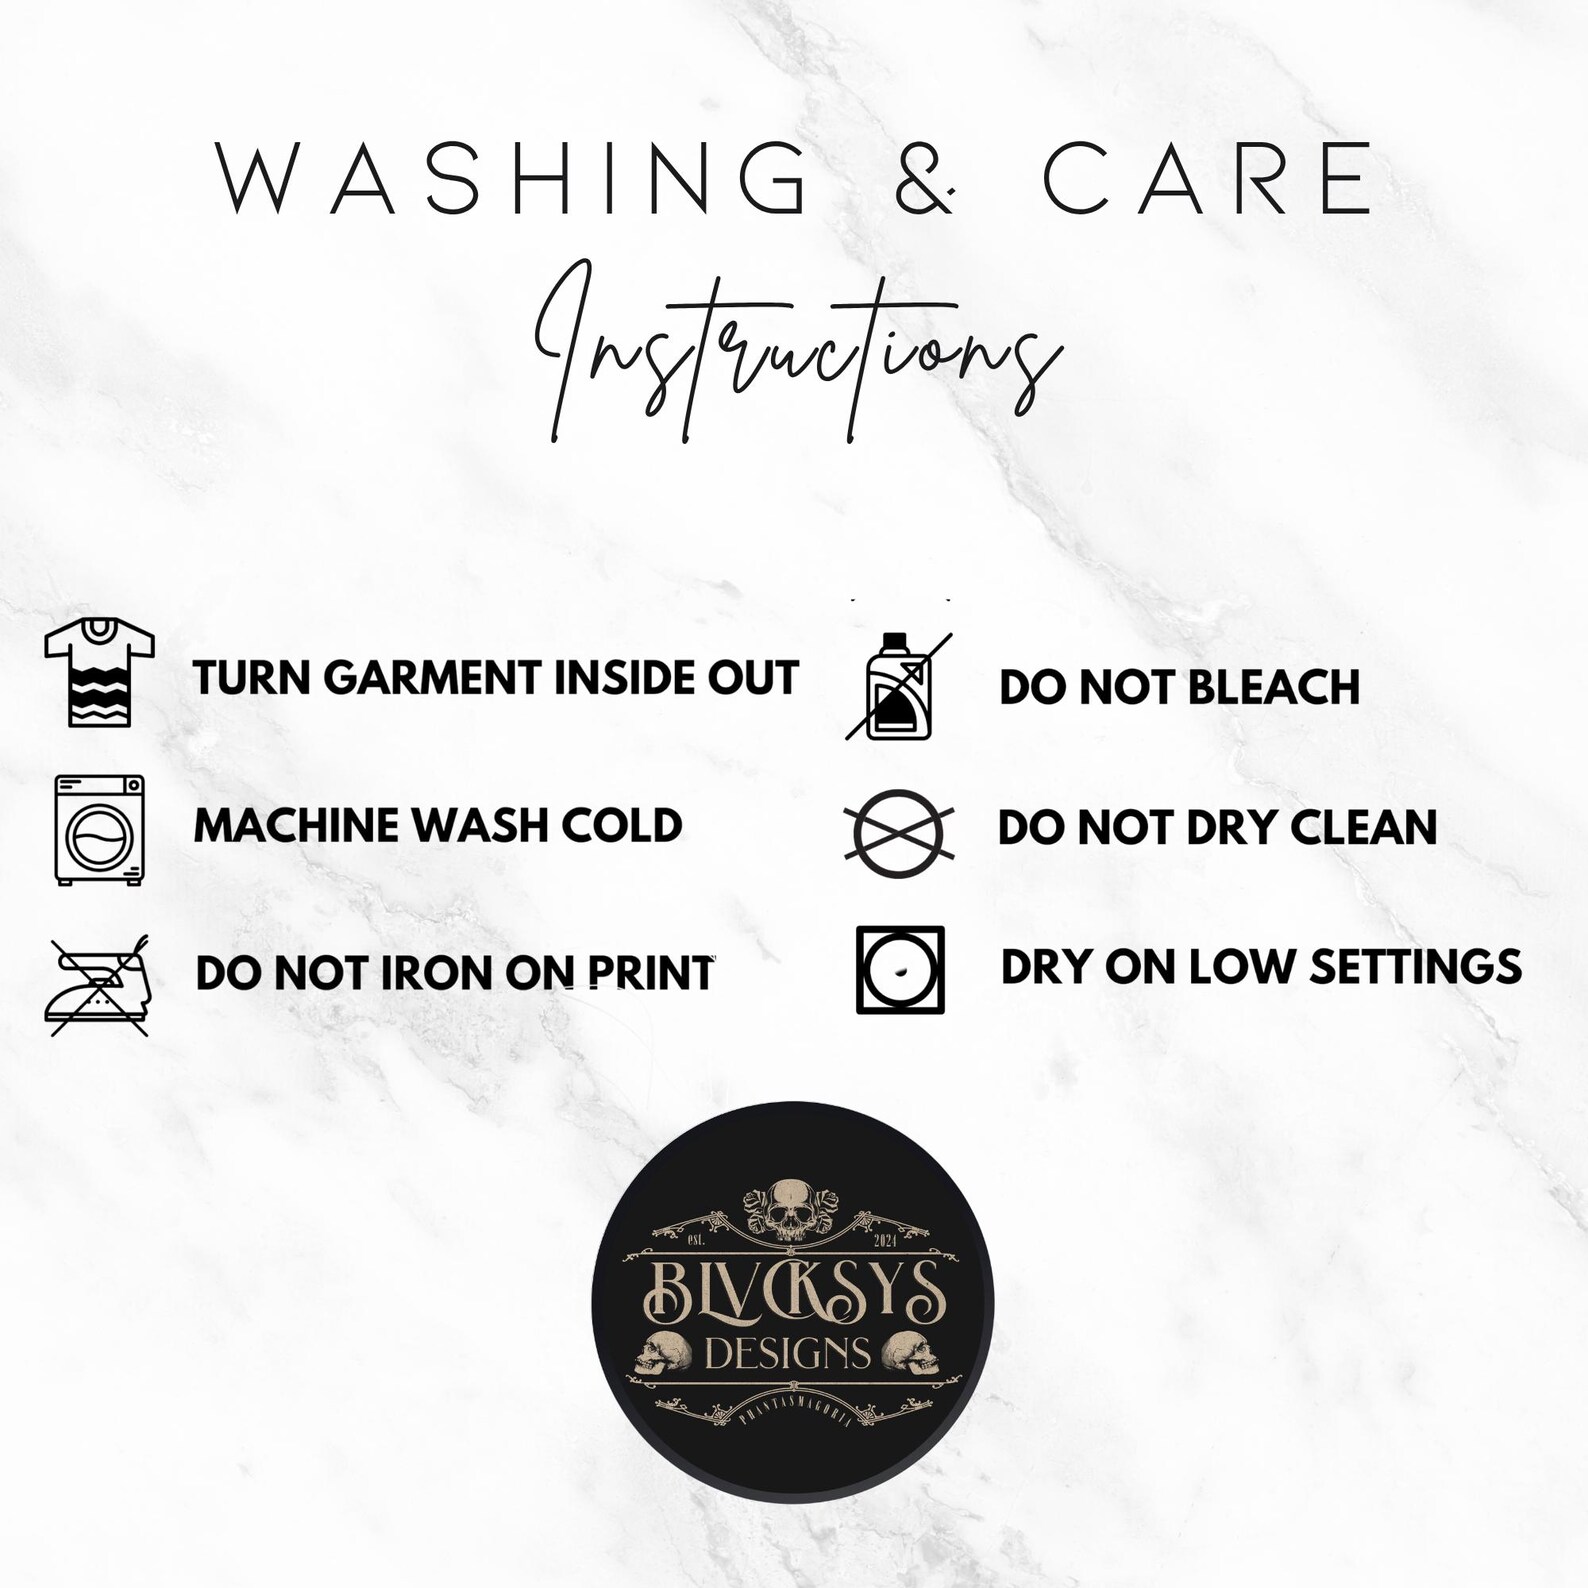 WASHING & CARE
Instructions
TURN GARMENT INSIDE OUT
MACHINE WASH COLD
DO NOT IRON ON PRINT
DO NOT BLEACH
DO NOT DRY CLEAN
DRY ON LOW SETTINGS
est. 2024
BLVCKSYS
DESIGNS
PHANTASMAGORIA